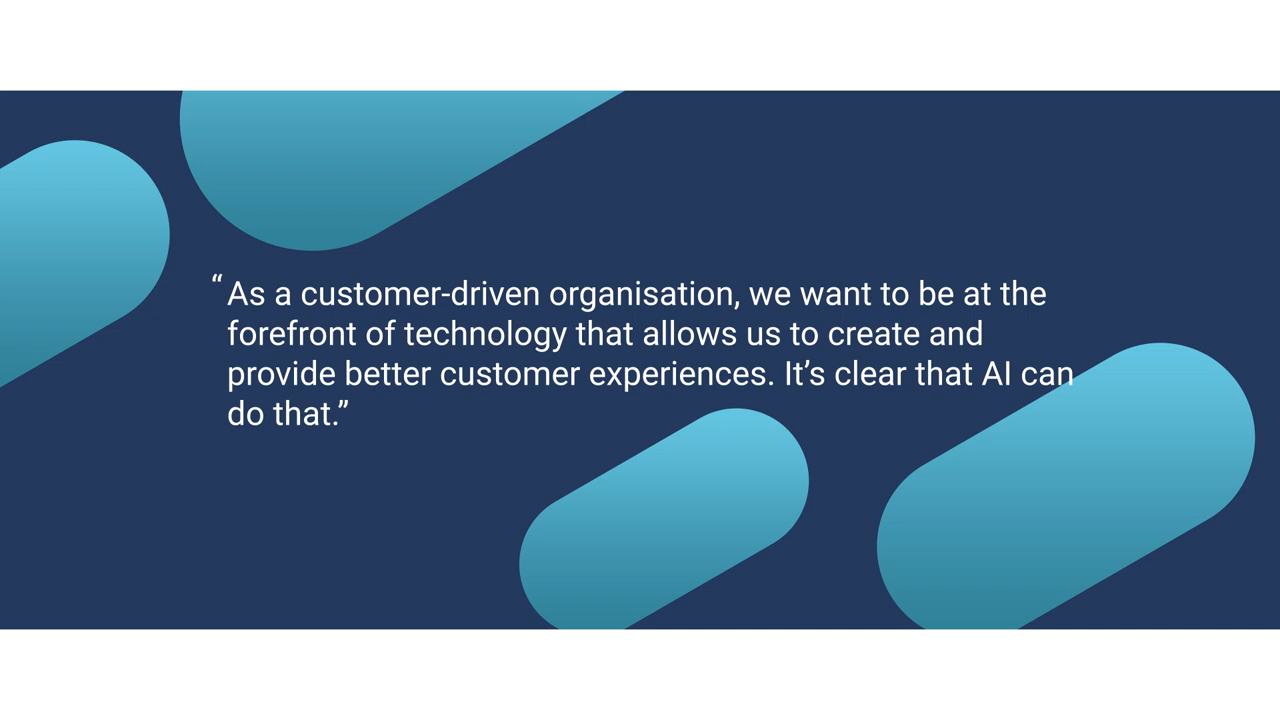 “As a customer-driven organisation, we want to be at the
forefront of technology that allows us to create and
provide better customer experiences. It’s clear that AI can
do that.”